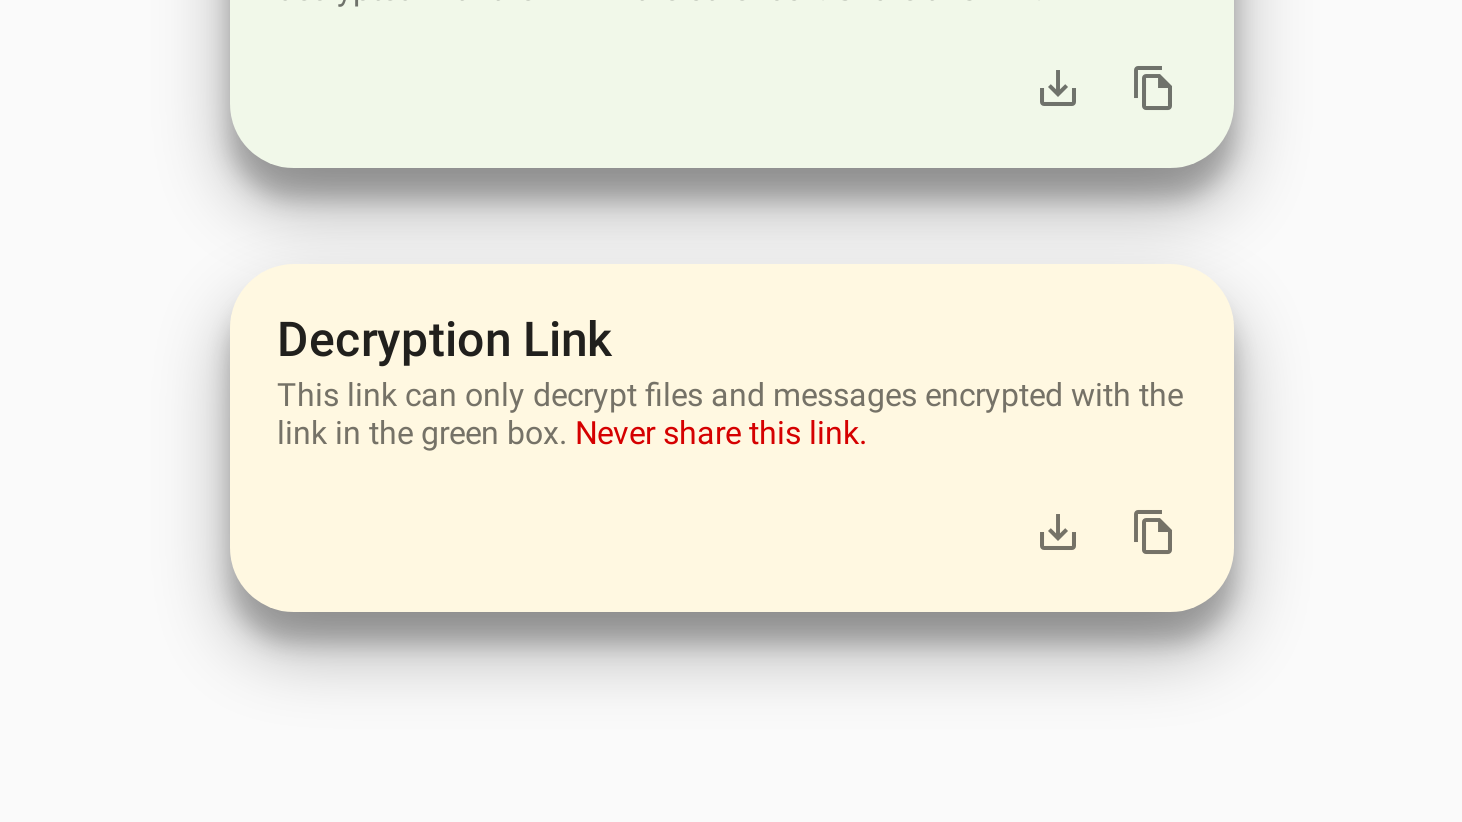 Decryption Link
This link can only decrypt files and messages encrypted with the
link in the green box. Never share this link.